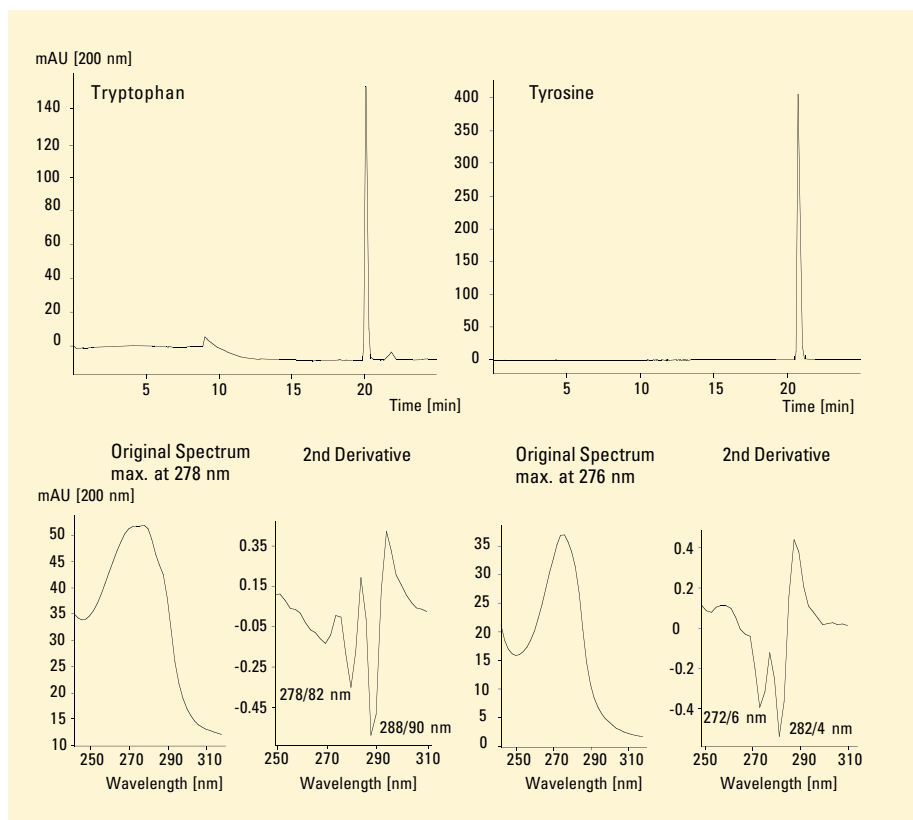 mAU [200 nm]
Tryptophan
140
120
100
80
60
40
20
0
5 10 15 20
Time [min]
Tyrosine
400
350
300
250
200
150
100
50
0
5 10 15 20
Time [min]
Original Spectrum
max. at 278 nm
mAU [200 nm]
50
45
40
35
30
25
20
15
10
250 270 290 310
Wavelength [nm]
2nd Derivative
0.35
0.15
-0.05
-0.25
-0.45
278/82 nm
288/90 nm
250 270 290 310
Wavelength [nm]
Original Spectrum
max. at 276 nm
35
30
25
20
15
10
5
0
250 270 290 310
Wavelength [nm]
2nd Derivative
0.4
0.2
0
-0.2
-0.4
272/6 nm
282/4 nm
250 270 290 310
Wavelength [nm]